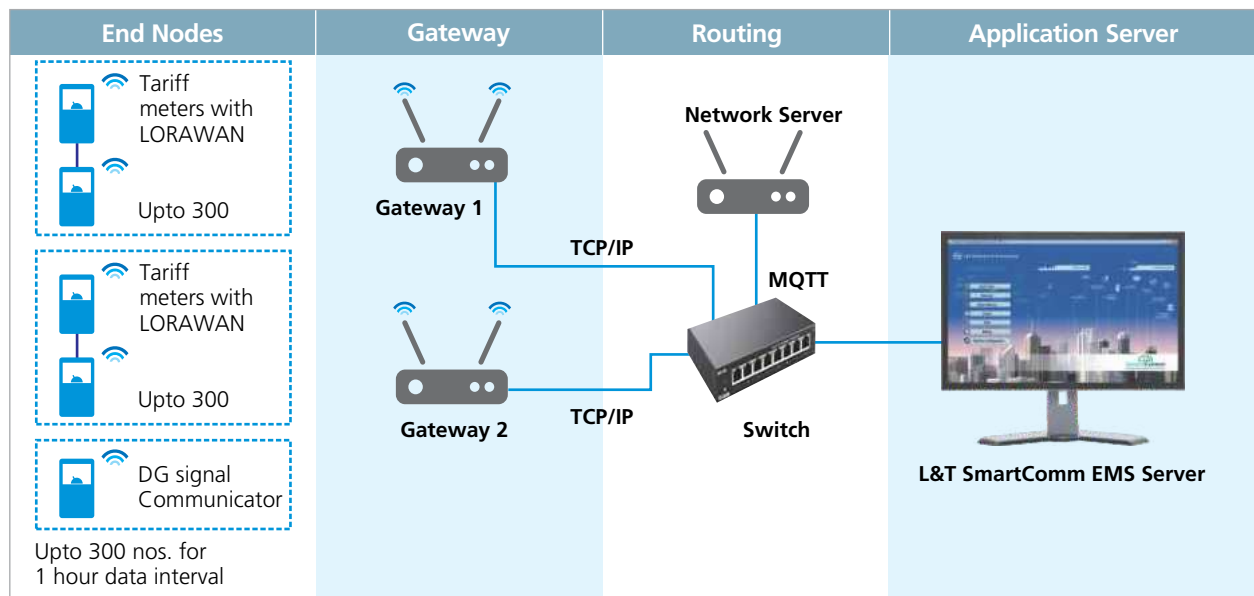 End Nodes
Gateway
Routing
Application Server
Tariff
meters with
LORAWAN
Upto 300
Tariff
meters with
LORAWAN
Upto 300
DG signal
Communicator
Upto 300 nos. for
1 hour data interval
Gateway 1
TCP/IP
Gateway 2
TCP/IP
Network Server
MQTT
Switch
L&T SmartComm EMS Server